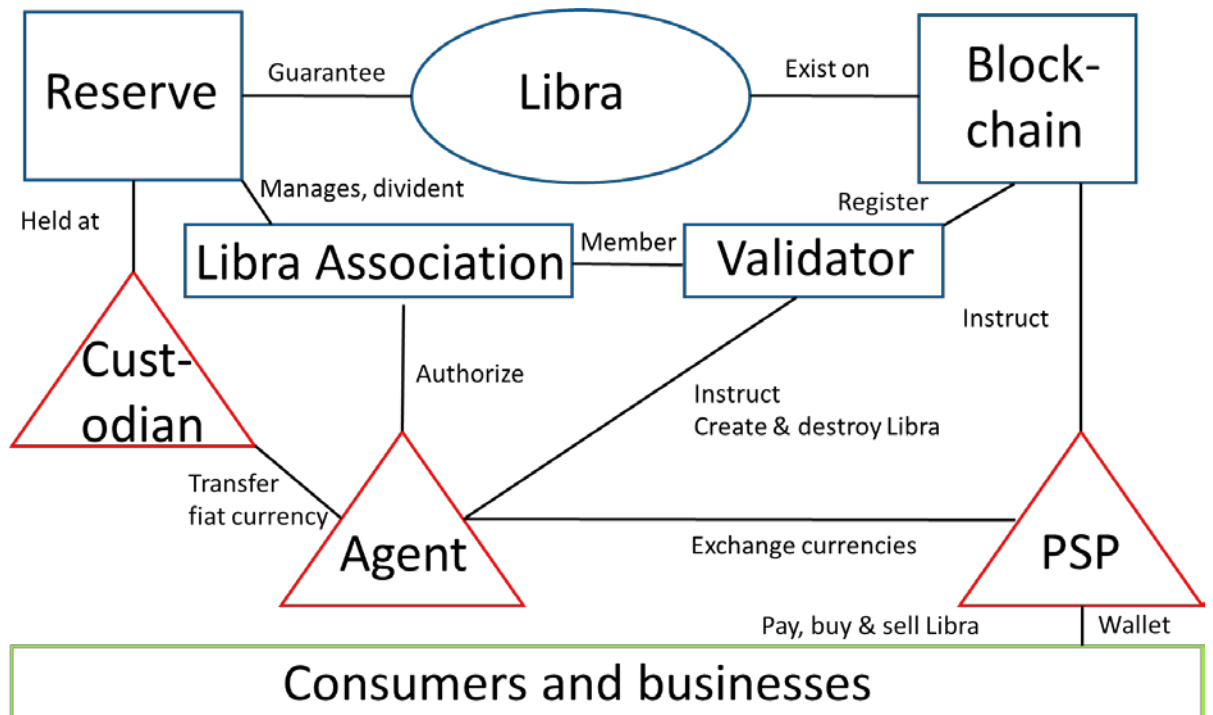 Reserve
Guarantee
Libra
Exist on
Block-
chain
Held at
Manages, divident
Register
Libra Association
Member
Validator
Cust-
odian
Authorize
Instruct
Create & destroy Libra
Instruct
Transfer
fiat currency
Agent
Exchange currencies
PSP
Pay, buy & sell Libra
Wallet
Consumers and businesses